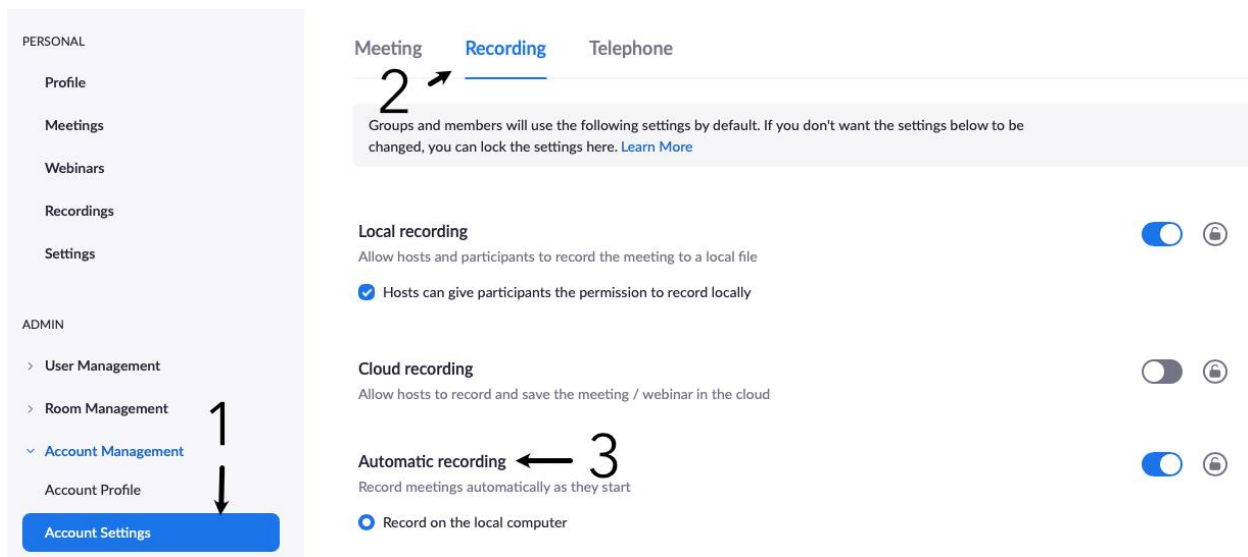 PERSONAL
Profile
Meetings
Webinars
Recordings
Settings
ADMIN
User Management
Room Management
1
Account Management
Account Profile
Account Settings
Meeting Recording Telephone
2
Groups and members will use the following settings by default. If you don't want the settings below to be
changed, you can lock the settings here. Learn More
Local recording
Allow hosts and participants to record the meeting to a local file
Hosts can give participants the permission to record locally
Cloud recording
Allow hosts to record and save the meeting / webinar in the cloud
Automatic recording 3
Record meetings automatically as they start
Record on the local computer